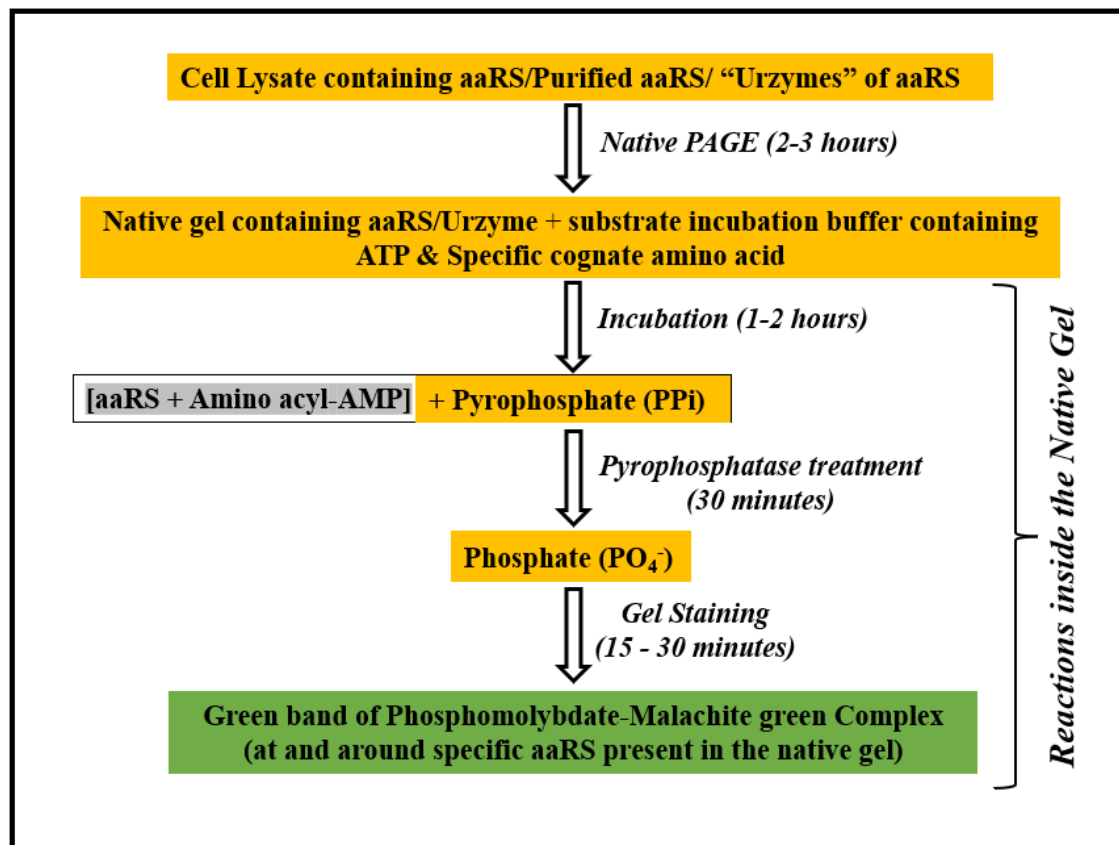 Cell Lysate containing aaRS/Purified aaRS/ “Urzymes” of aaRS
Native PAGE (2-3 hours)
Native gel containing aaRS/Urzyme + substrate incubation buffer containing
ATP & Specific cognate amino acid
Incubation (1-2 hours)
[aaRS + Amino acyl-AMP] + Pyrophosphate (PPi)
Pyrophosphatase treatment
(30 minutes)
Phosphate (PO₄⁻)
Gel Staining
(15 - 30 minutes)
Green band of Phosphomolybdate-Malachite green Complex
(at and around specific aaRS present in the native gel)
Reactions inside the Native Gel